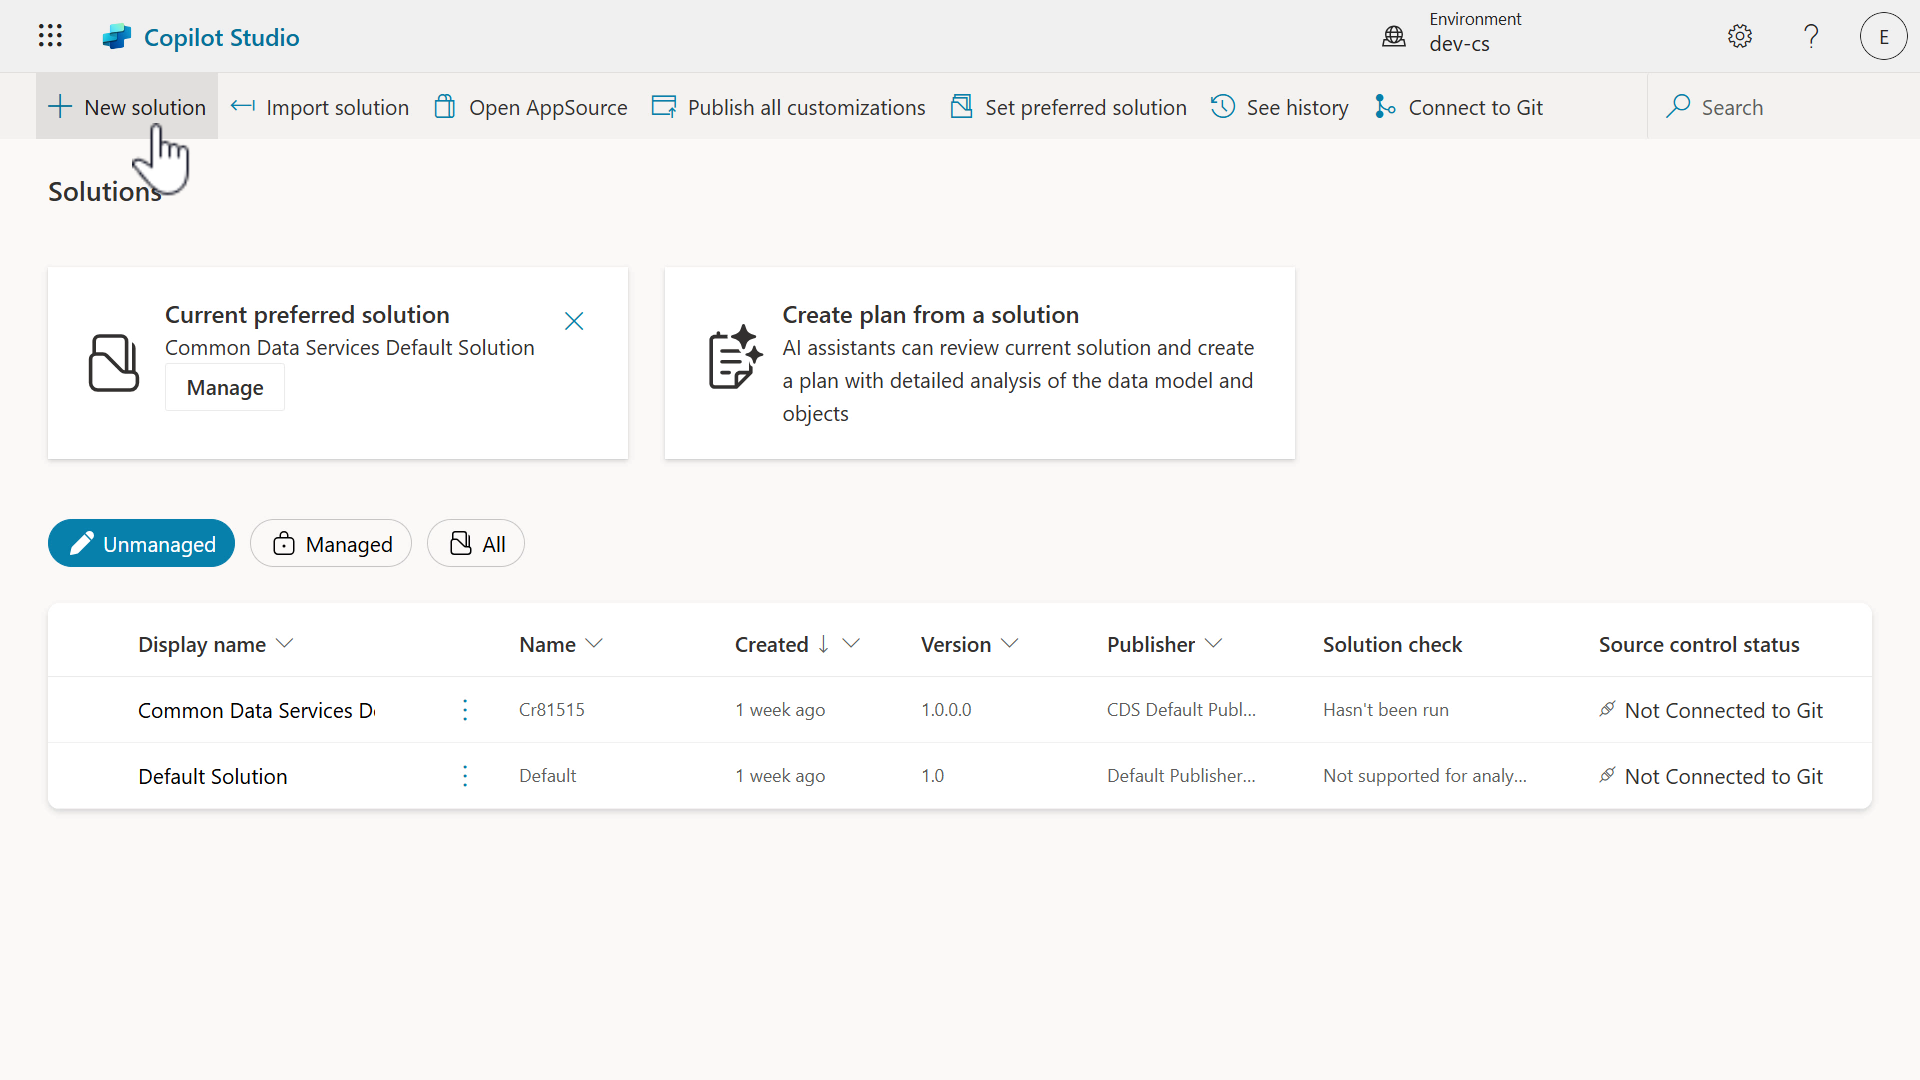 Copilot Studio
Environment
dev-cs
?
E
New solution
Import solution
Open AppSource
Publish all customizations
Set preferred solution
See history
Connect to Git
Search
Solutions
Current preferred solution
Common Data Services Default Solution
Manage
Create plan from a solution
AI assistants can review current solution and create
a plan with detailed analysis of the data model and
objects
Unmanaged
Managed
All
Display name
Name
Created
Version
Publisher
Solution check
Source control status
Common Data Services D
Cr81515
1 week ago
1.0.0.0
CDS Default Publ...
Hasn't been run
Not Connected to Git
Default Solution
Default
1 week ago
1.0
Default Publisher...
Not supported for analy...
Not Connected to Git